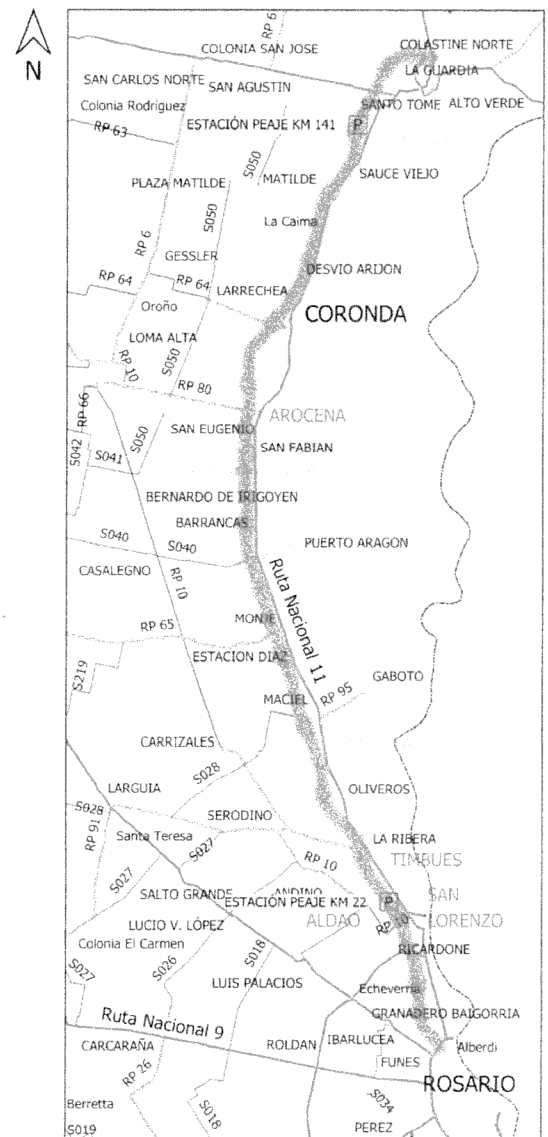 N
RP 6
COLONIA SAN JOSE
COLASTINE NORTE
LA GUARDIA
SAN CARLOS NORTE
SAN AGUSTIN
Colonia Rodríguez
SANTO TOME
ALTO VERDE
RP 63
ESTACIÓN PEAJE KM 141
P
S050
SAUCE VIEJO
PLAZA MATILDE
MATILDE
S050
La Caima
RP 6
GESSLER
DESVIO ARIJON
RP 64
RP 64
LARRECHEA
Oroño
CORONDA
LOMA ALTA
RP 10
S050
RP 80
RP 66
AROCENA
SAN EUGENIO
S050
SAN FABIAN
S042
S041
BERNARDO DE IRIGOYEN
BARRANCAS
S040
S040
PUERTO ARAGON
CASALEGNO
RP 10
Ruta Nacional 11
MONJE
RP 65
ESTACION DIAZ
S219
GABOTO
RP 95
MACIEL
CARRIZALES
S028
LARGUIA
OLIVEROS
S028
SERODINO
RP 91
Santa Teresa
S027
LA RIBERA
TIMBUES
RP 10
S027
SALTO GRANDE
ANDINO
SAN
LORENZO
ESTACIÓN PEAJE KM 22
P
ALDAO
LUCIO V. LÓPEZ
Colonia El Carmen
S018
RICARDONE
S027
S026
LUIS PALACIOS
Echeverria
GRANADERO BAIGORRIA
Ruta Nacional 9
CARCARAÑA
ROLDAN
IBARLUCEA
Alberdi
FUNES
RP 26
ROSARIO
Berretta
S018
S034
S019
PEREZ